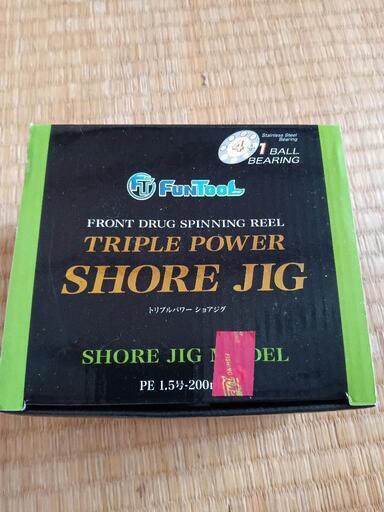 Stainless Steel
Bearing
4+1 BALL
BEARING
FT FUNTOOL
FRONT DRUG SPINNING REEL
TRIPLE POWER
SHORE JIG
トリプルパワー ショアジグ
SHORE JIG
PE 1.5号-200